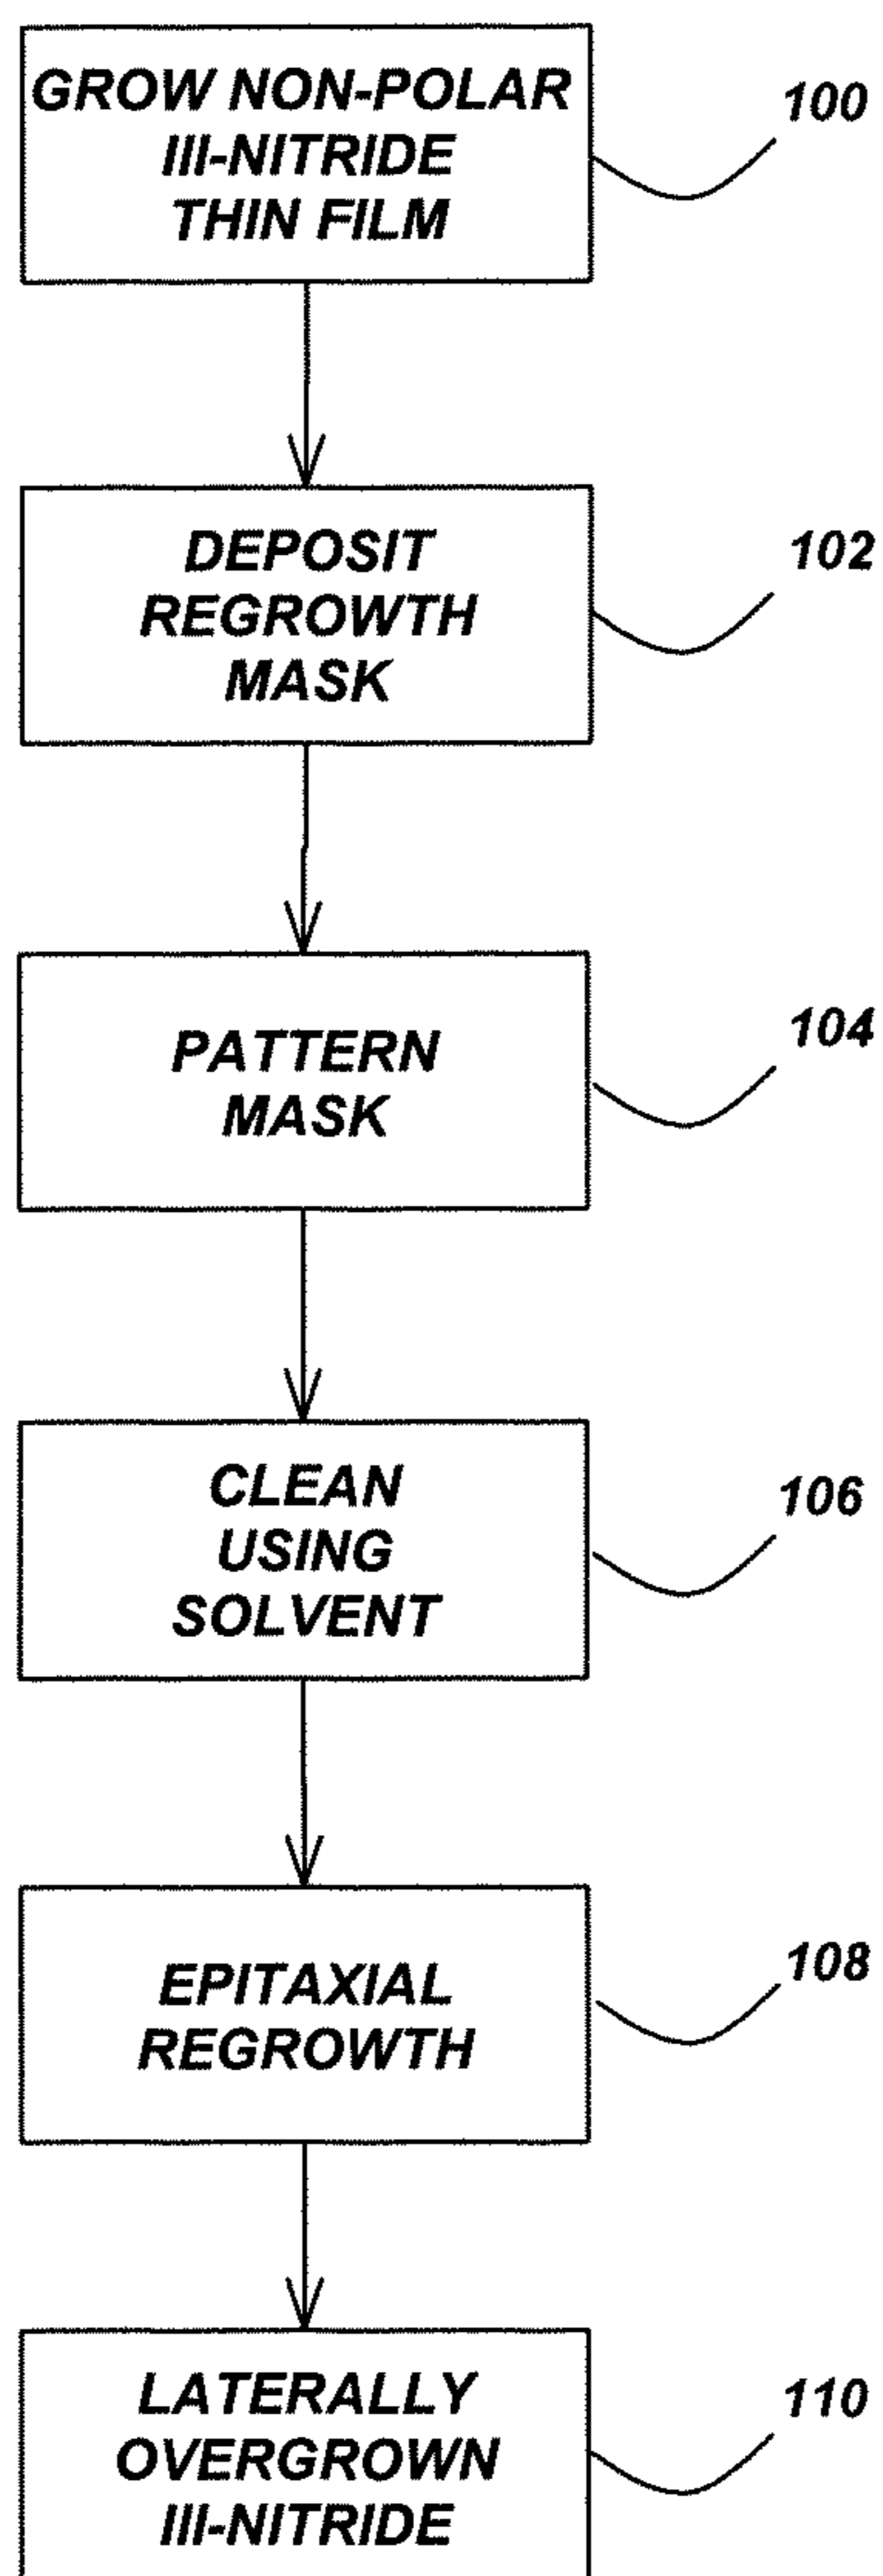 GROW NON-POLAR
III-NITRIDE
THIN FILM
100
DEPOSIT
REGROWTH
MASK
102
PATTERN
MASK
104
CLEAN
USING
SOLVENT
106
EPITAXIAL
REGROWTH
108
LATERALLY
OVERGROWN
III-NITRIDE
110